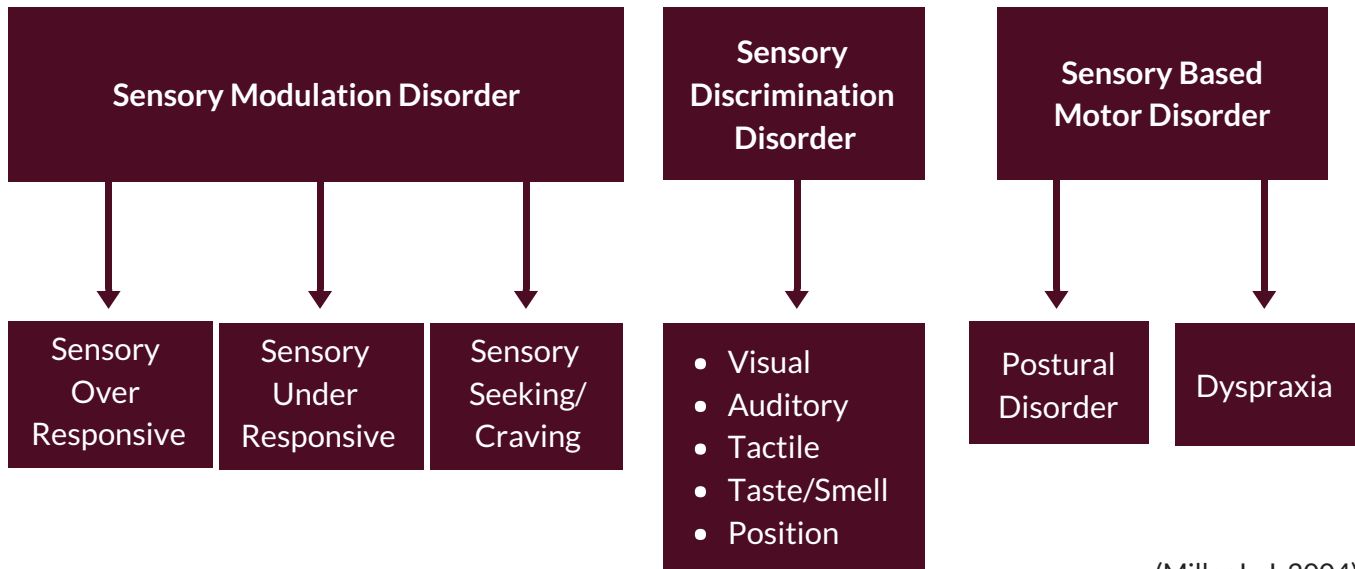 Sensory Modulation Disorder
Sensory
Discrimination
Disorder
Sensory Based
Motor Disorder
Sensory
Over
Responsive
Sensory
Under
Responsive
Sensory
Seeking/
Craving
• Visual
• Auditory
• Tactile
• Taste/Smell
• Position
Postural
Disorder
Dyspraxia